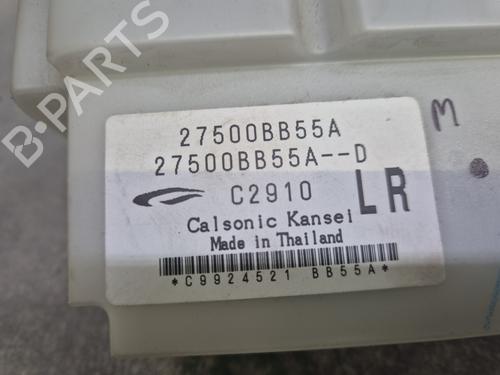 B-PARTS
27500BB55A
27500BB55A--D
C2910 LR
Calsonic Kansei
Made in Thailand
*C9924521 BB55A*
M